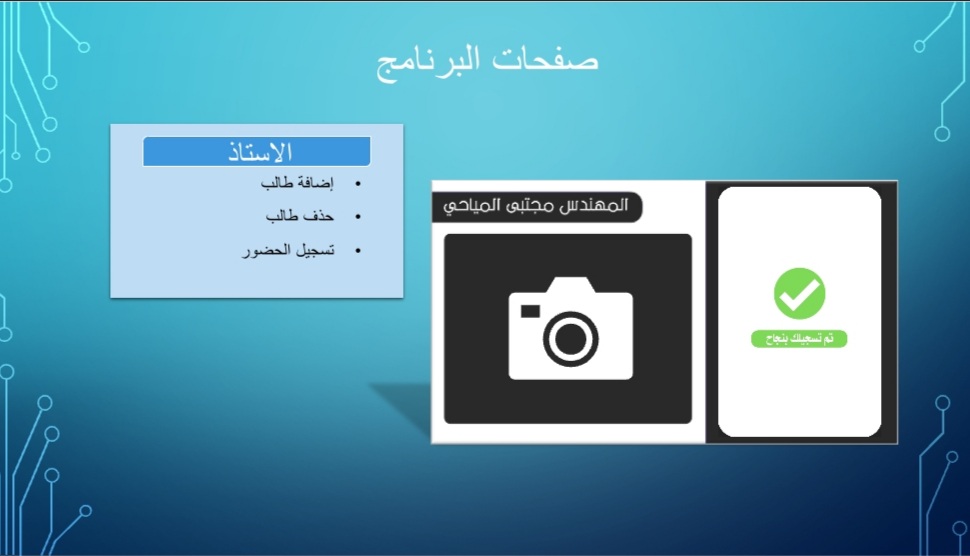 صفحات البرنامج
الاستاذ
• إضافة طالب
• حذف طالب
• تسجيل الحضور
المهندس مجتبى المياحي
تم تسجيلك بنجاح